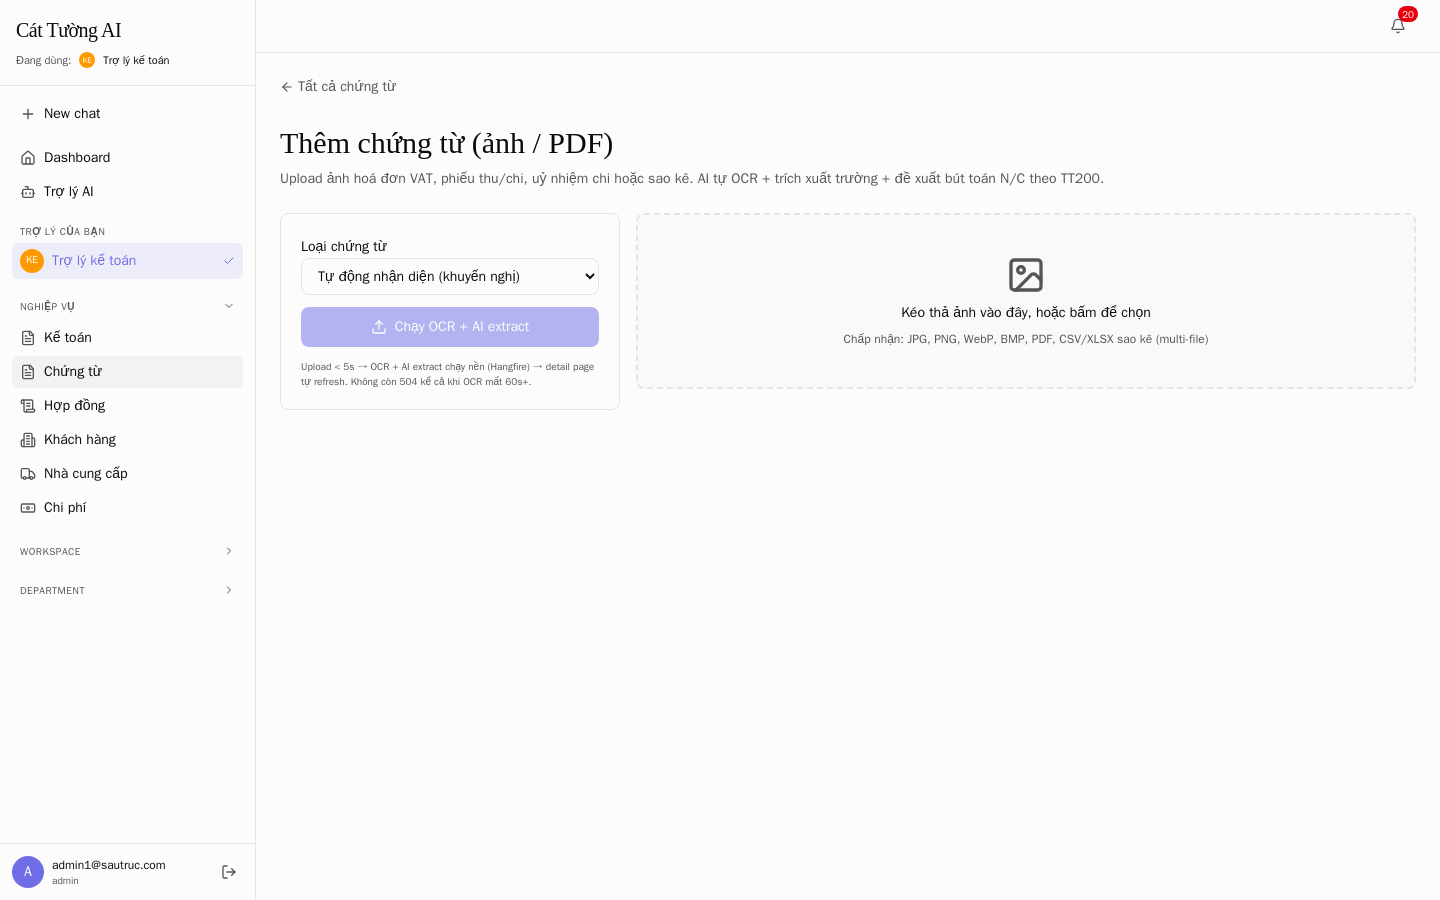 Cát Tường AI
Đang dùng: KE Trợ lý kế toán
New chat
Dashboard
Trợ lý AI
TRỢ LÝ CỦA BẠN
KE Trợ lý kế toán
NGHIỆP VỤ
Kế toán
Chứng từ
Hợp đồng
Khách hàng
Nhà cung cấp
Chi phí
WORKSPACE
DEPARTMENT
A admin1@sautruc.com
admin
20
Tất cả chứng từ
Thêm chứng từ (ảnh / PDF)
Upload ảnh hoá đơn VAT, phiếu thu/chi, uỷ nhiệm chi hoặc sao kê. AI tự OCR + trích xuất trường + đề xuất bút toán N/C theo TT200.
Loại chứng từ
Tự động nhận diện (khuyến nghị)
Chạy OCR + AI extract
Upload < 5s → OCR + AI extract chạy nền (Hangfire) → detail page
tự refresh. Không còn 504 kể cả khi OCR mất 60s+.
Kéo thả ảnh vào đây, hoặc bấm để chọn
Chấp nhận: JPG, PNG, WebP, BMP, PDF, CSV/XLSX sao kê (multi-file)